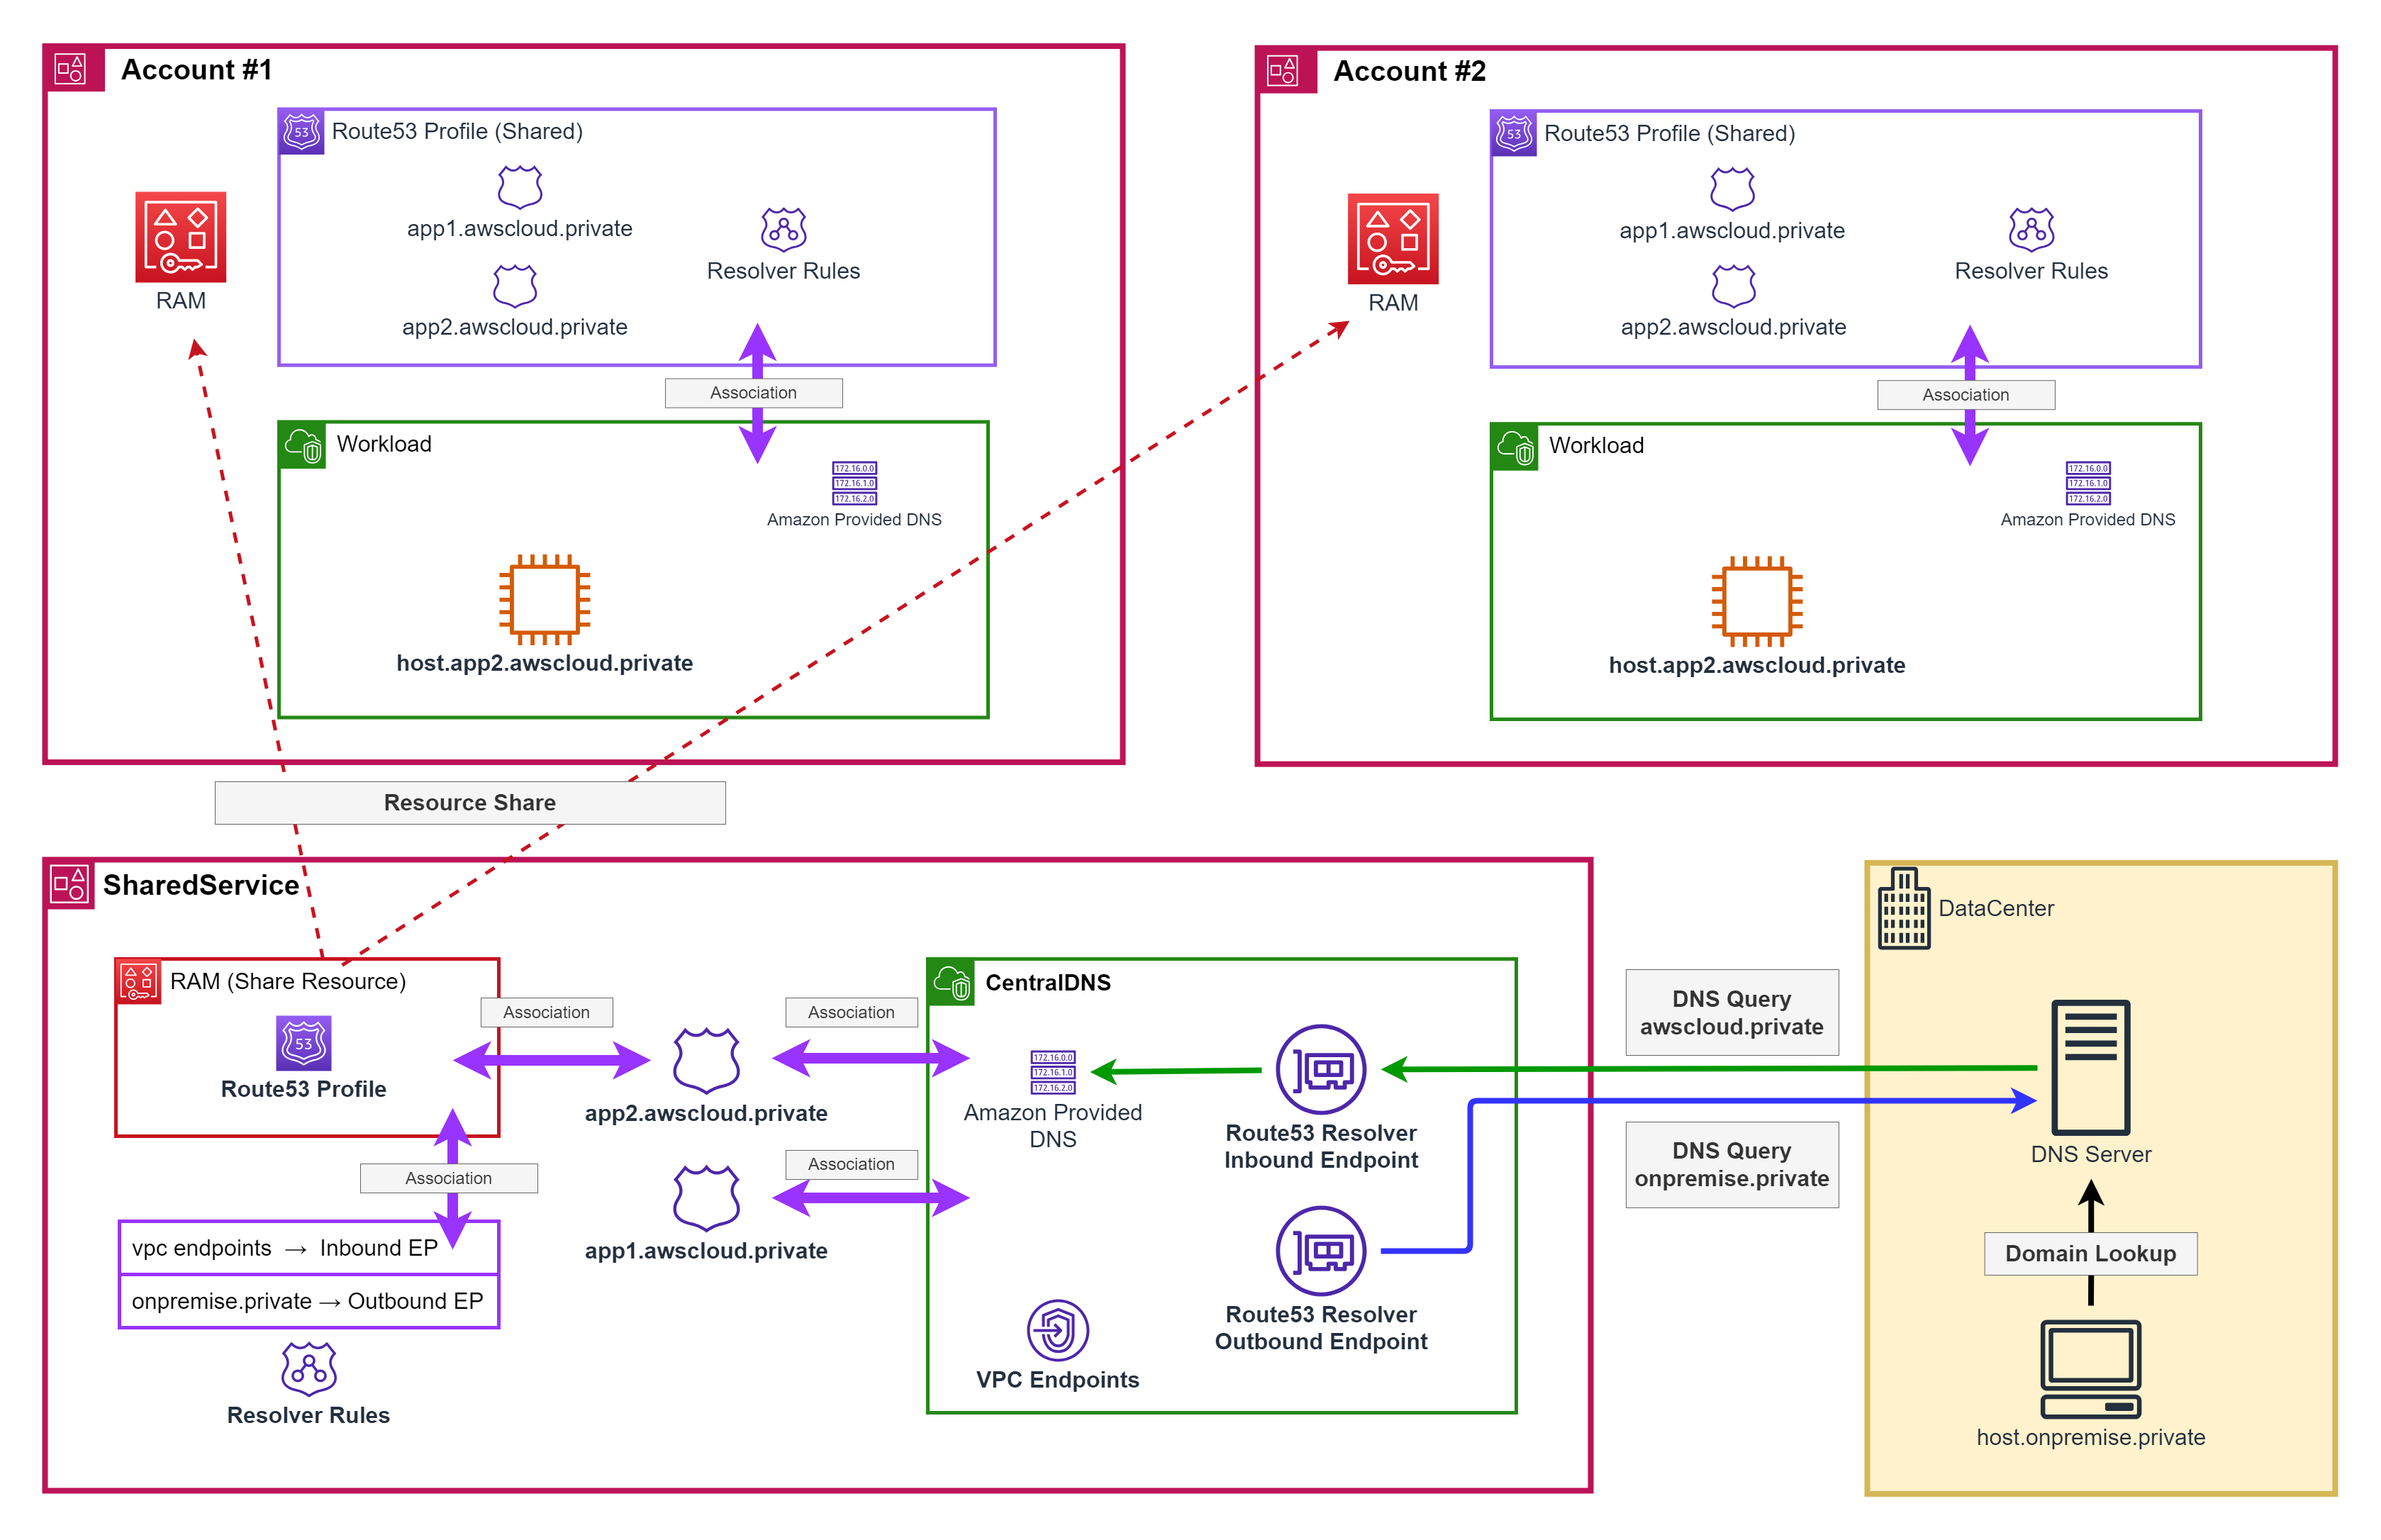 Account #1
53
Route53 Profile (Shared)
app1.awscloud.private
Resolver Rules
app2.awscloud.private
RAM
Association
Workload
172.16.0.0
172.16.1.0
172.16.2.0
Amazon Provided DNS
host.app2.awscloud.private
Account #2
53
Route53 Profile (Shared)
app1.awscloud.private
Resolver Rules
app2.awscloud.private
RAM
Association
Workload
172.16.0.0
172.16.1.0
172.16.2.0
Amazon Provided DNS
host.app2.awscloud.private
Resource Share
SharedService
RAM (Share Resource)
53
Route53 Profile
Association
Association
vpc endpoints → Inbound EP
onpremise.private → Outbound EP
Resolver Rules
app2.awscloud.private
Association
app1.awscloud.private
Association
CentralDNS
172.16.0.0
172.16.1.0
172.16.2.0
Amazon Provided
DNS
Route53 Resolver
Inbound Endpoint
Route53 Resolver
Outbound Endpoint
VPC Endpoints
DNS Query
awscloud.private
DNS Query
onpremise.private
DataCenter
DNS Server
Domain Lookup
host.onpremise.private